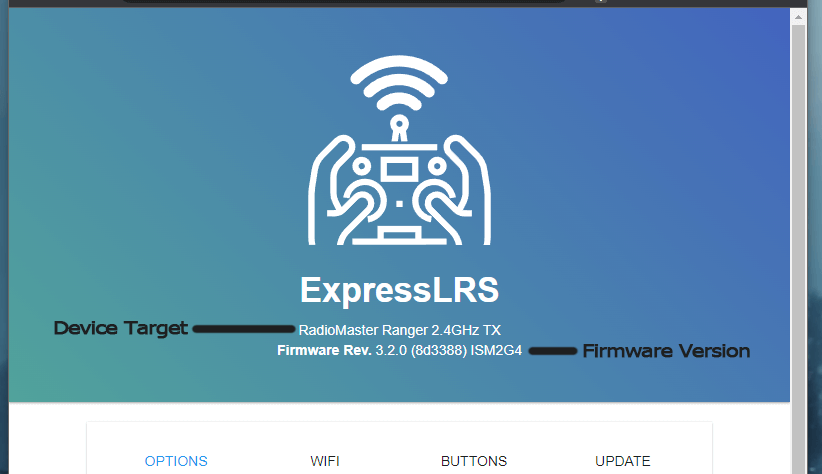 ExpressLRS
Device Target
RadioMaster Ranger 2.4GHz TX
Firmware Rev. 3.2.0 (8d3388) ISM2G4
Firmware Version
OPTIONS
WIFI
BUTTONS
UPDATE